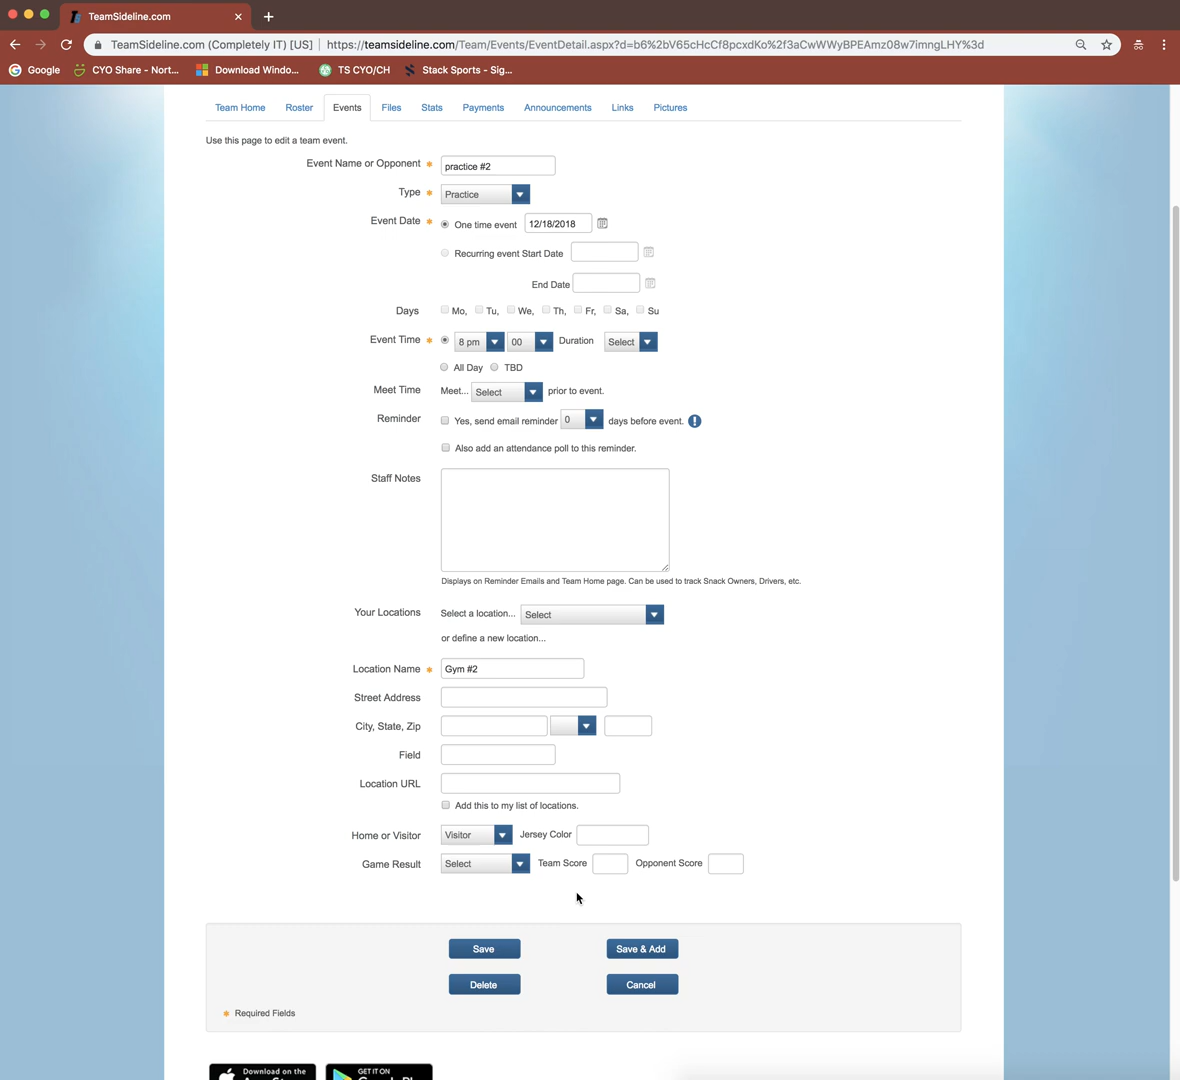 TeamSideline.com
TeamSideline.com (Completely IT) [US] | https://teamsideline.com/Team/Events/EventDetail.aspx?d=b6%2bV65cHcCf8pcxdKo%2f3aCwWWyBPEAmz08w7imngLHY%3d
Google CYO Share - Nort... Download Windo... TS CYO/CH Stack Sports - Sig...
Team Home Roster Events Files Stats Payments Announcements Links Pictures
Use this page to edit a team event.
Event Name or Opponent * practice #2
Type * Practice
Event Date * One time event 12/18/2018
Recurring event Start Date
End Date
Days Mo, Tu, We, Th, Fr, Sa, Su
Event Time * 8 pm 00 Duration Select
All Day TBD
Meet Time Meet... Select prior to event.
Reminder Yes, send email reminder 0 days before event. !
Also add an attendance poll to this reminder.
Staff Notes
Displays on Reminder Emails and Team Home page. Can be used to track Snack Owners, Drivers, etc.
Your Locations Select a location... Select
or define a new location...
Location Name * Gym #2
Street Address
City, State, Zip
Field
Location URL
Add this to my list of locations.
Home or Visitor Visitor Jersey Color
Game Result Select Team Score Opponent Score
Save Save & Add
Delete Cancel
* Required Fields
Download on the GET IT ON